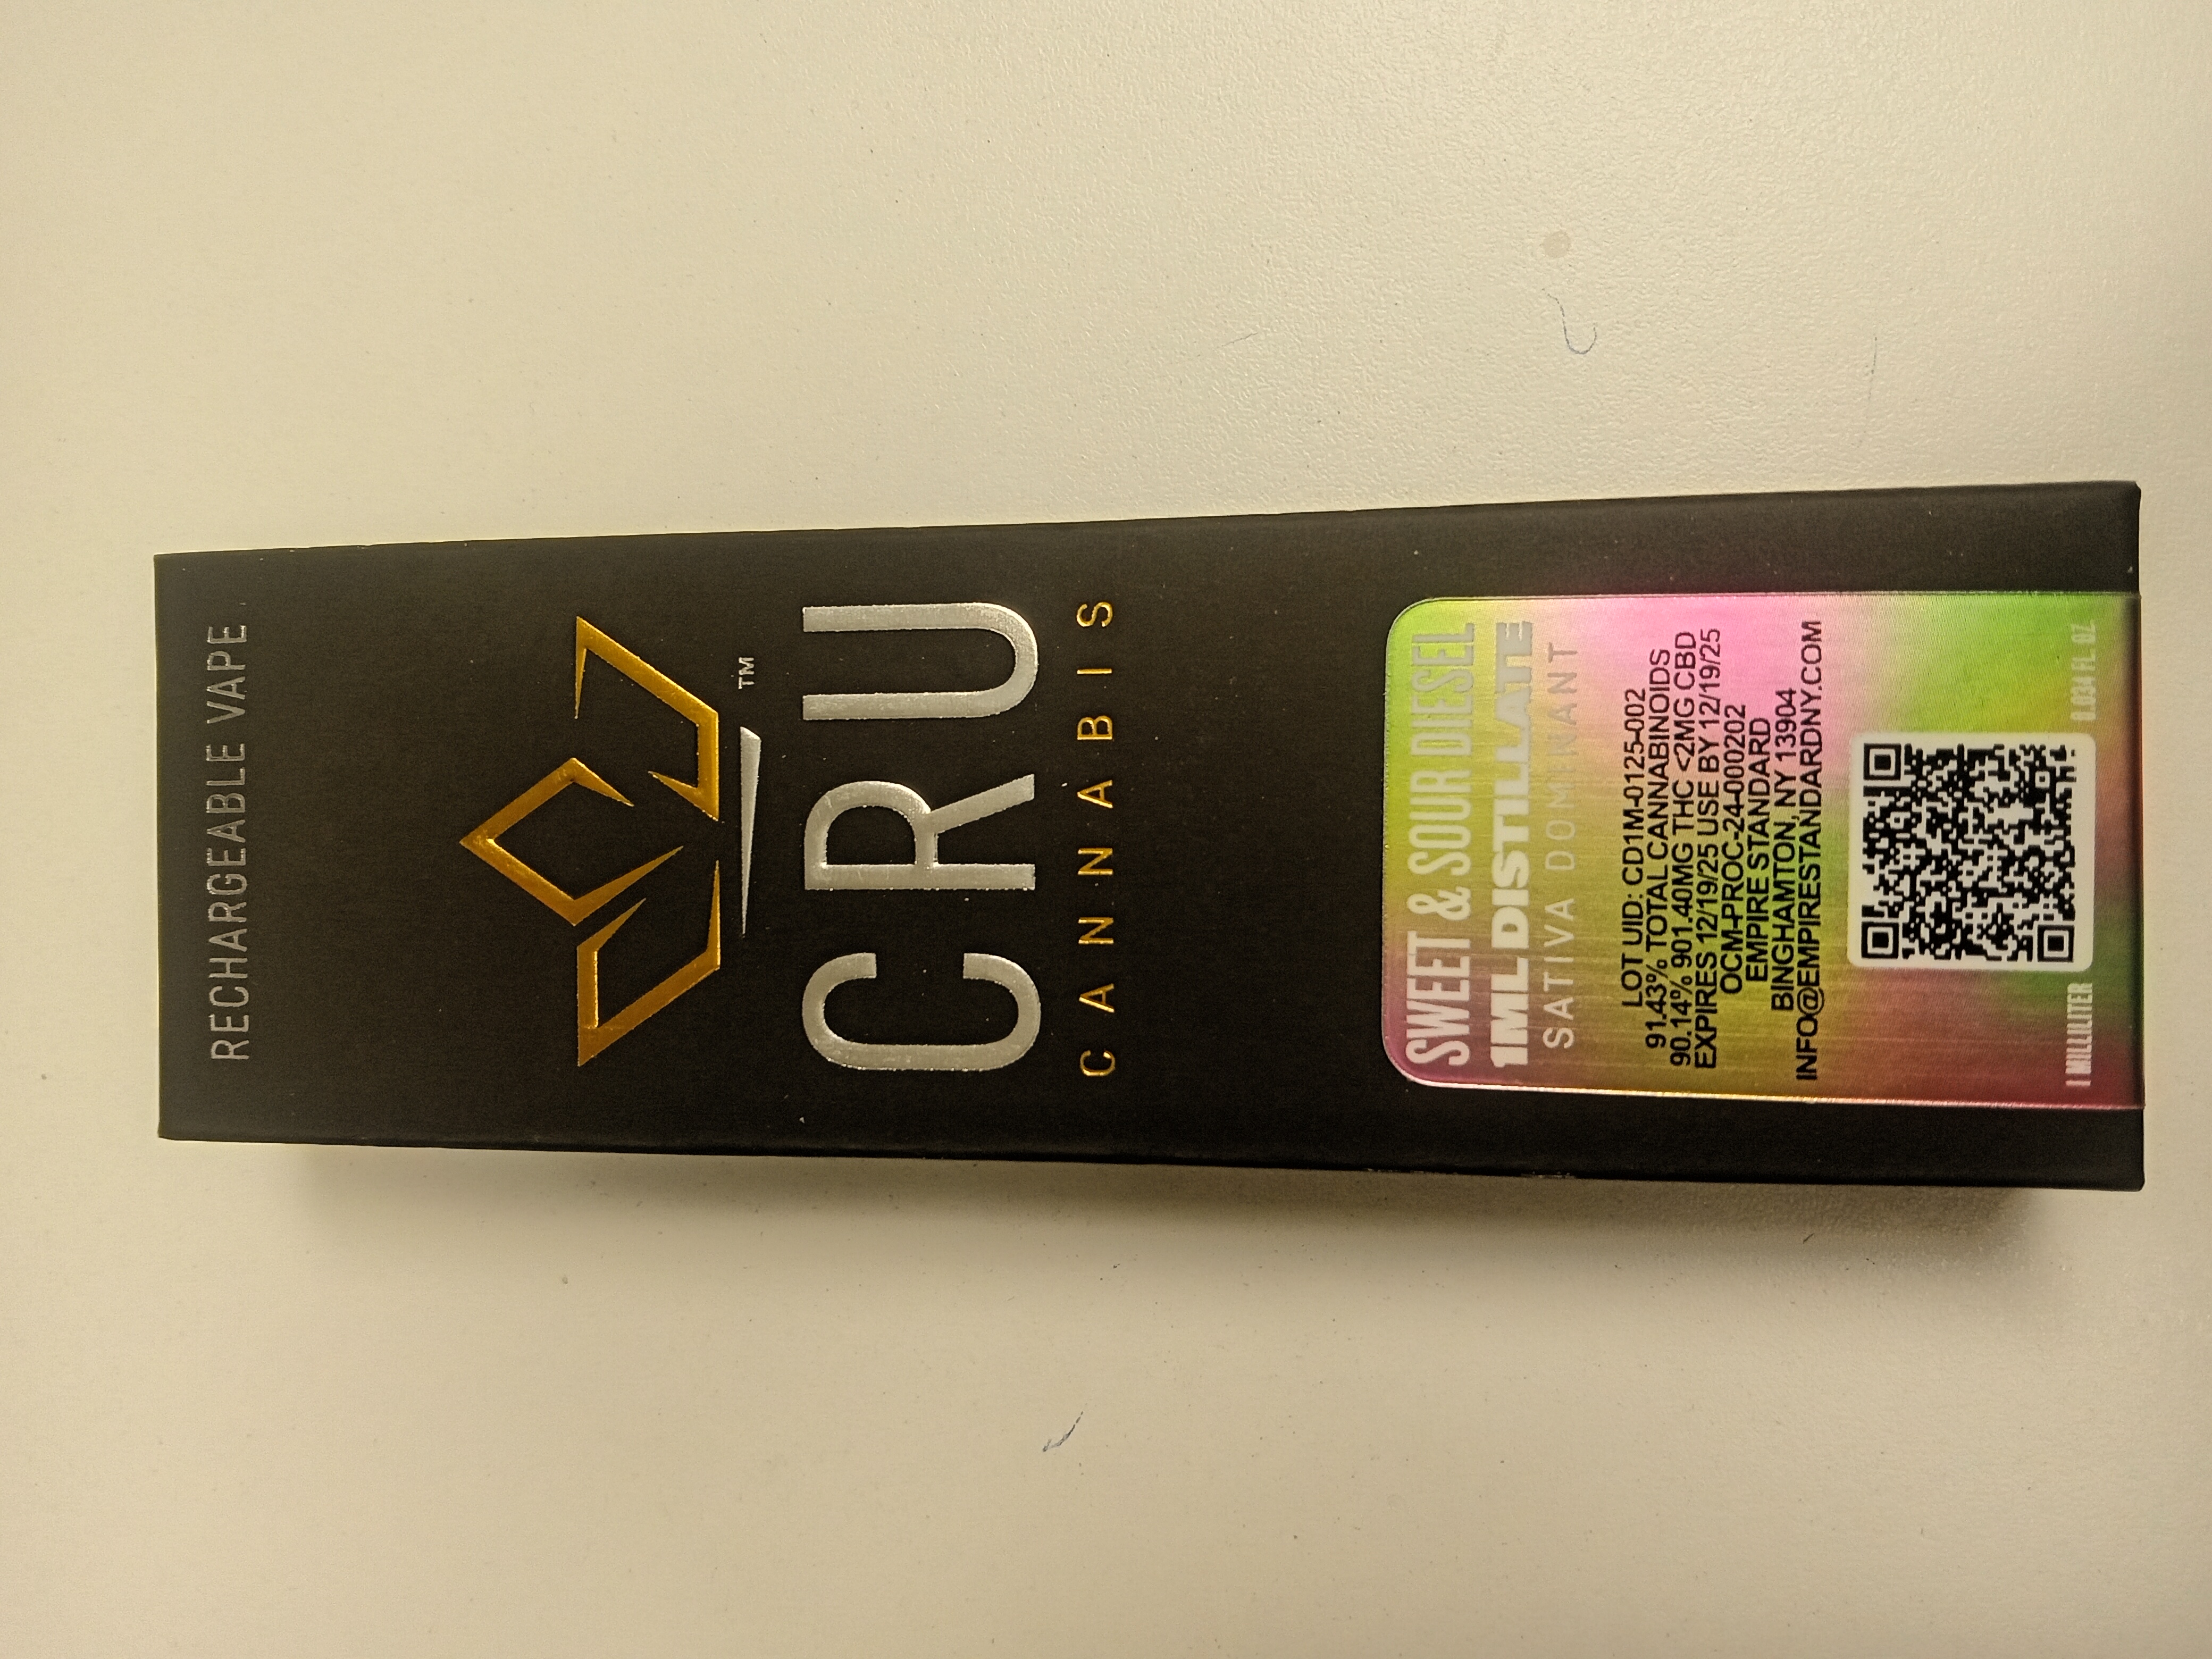 RECHARGEABLE VAPE
TM
CRU
CANNABIS
SWEET & SOUR DIESEL
1ML DISTILLATE
SATIVA DOMINANT
LOT UID: CD1M-0125-002
91.43% TOTAL CANNABINOIDS
90.14% 901.40MG THC <2MG CBD
EXPIRES 12/19/25 USE BY 12/19/25
OCM-PROC-24-000202
EMPIRE STANDARD
BINGHAMTON, NY 13904
INFO@EMPIRESTANDARDNY.COM
1 MILLILITER 0.034 FL OZ.